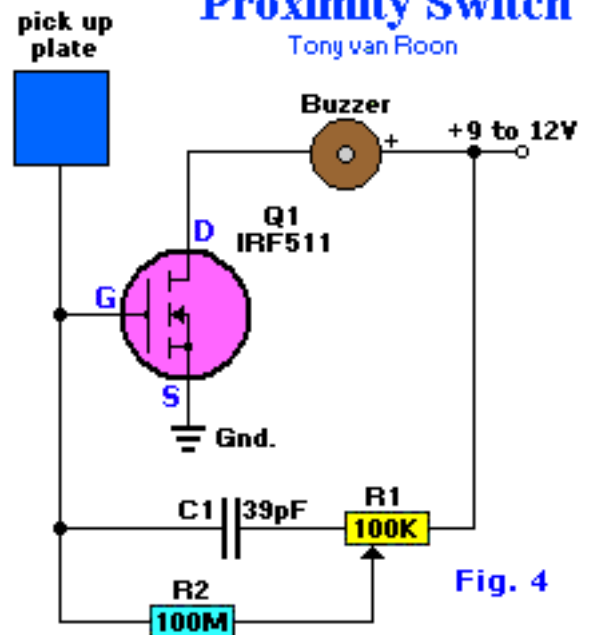 Proximity Switch
Tony van Roon
pick up
plate
Buzzer
+
+9 to 12V
Q1
IRF511
D
G
S
Gnd.
C1 39pF
R1
100K
R2
100M
Fig. 4